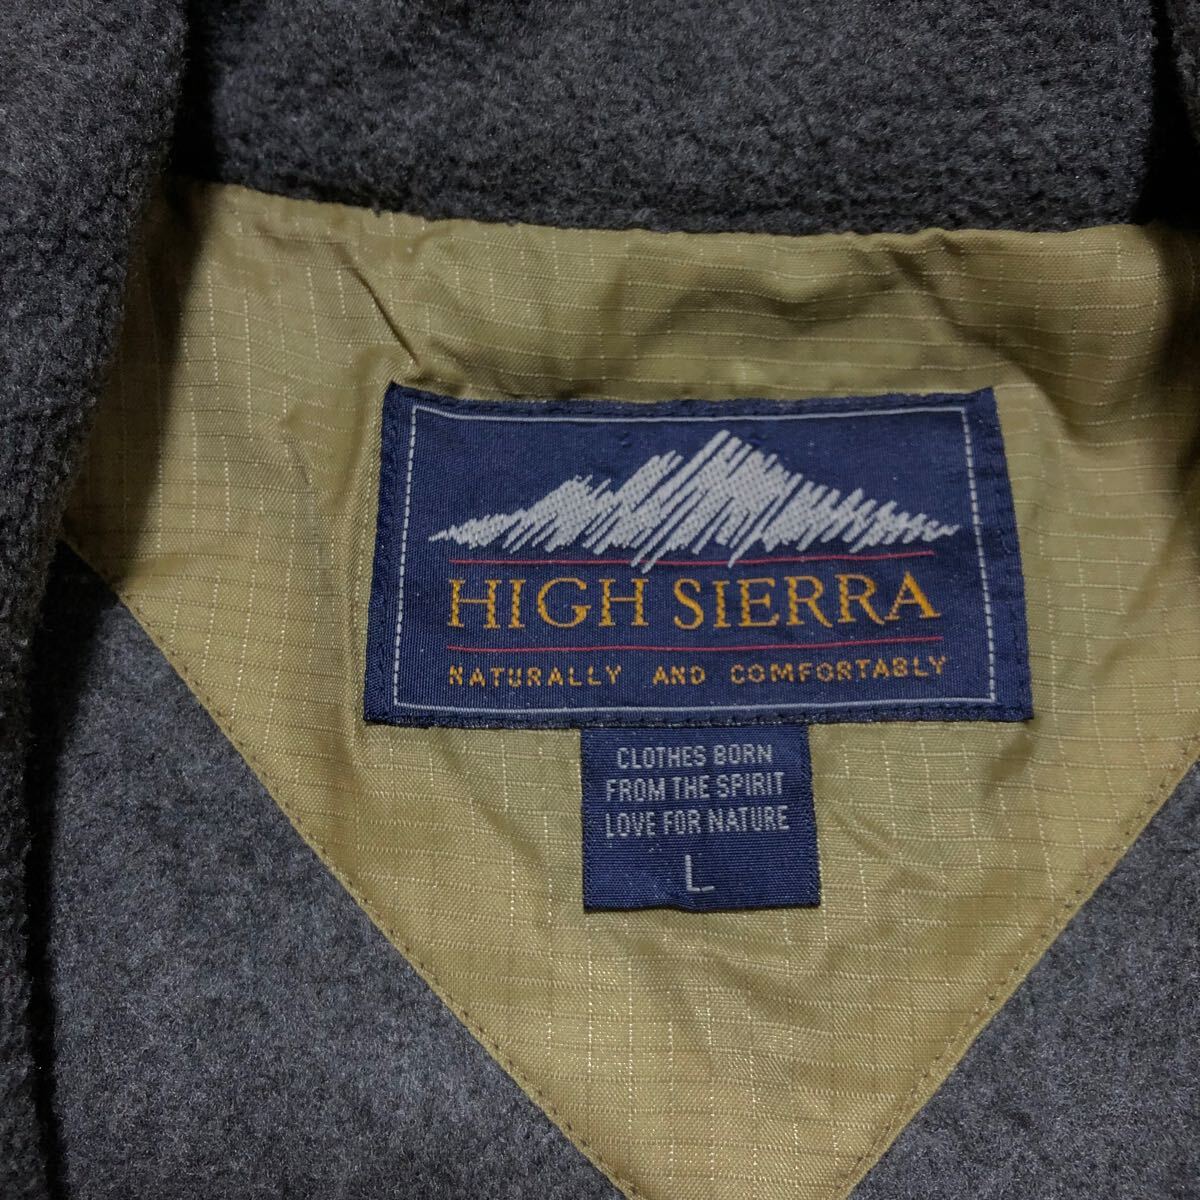 HIGH SIERRA
NATURALLY AND COMFORTABLY
CLOTHES BORN
FROM THE SPIRIT
LOVE FOR NATURE
L